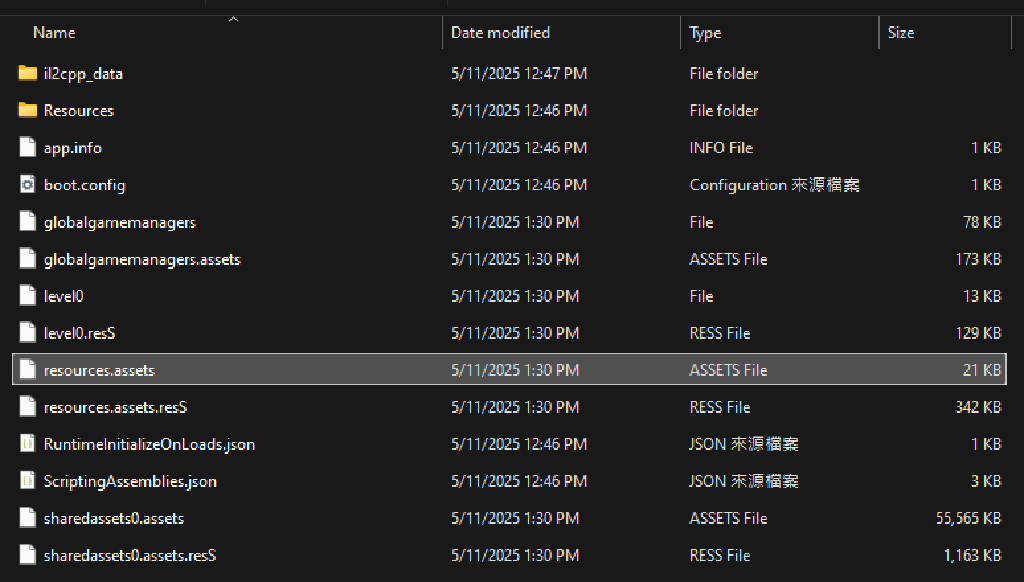 Name Date modified Type Size
il2cpp_data 5/11/2025 12:47 PM File folder
Resources 5/11/2025 12:46 PM File folder
app.info 5/11/2025 12:46 PM INFO File 1 KB
boot.config 5/11/2025 12:46 PM Configuration 來源檔案 1 KB
globalgamemanagers 5/11/2025 1:30 PM File 78 KB
globalgamemanagers.assets 5/11/2025 1:30 PM ASSETS File 173 KB
level0 5/11/2025 1:30 PM File 13 KB
level0.resS 5/11/2025 1:30 PM RESS File 129 KB
resources.assets 5/11/2025 1:30 PM ASSETS File 21 KB
resources.assets.resS 5/11/2025 1:30 PM RESS File 342 KB
RuntimeInitializeOnLoads.json 5/11/2025 12:46 PM JSON 來源檔案 1 KB
ScriptingAssemblies.json 5/11/2025 12:46 PM JSON 來源檔案 3 KB
sharedassets0.assets 5/11/2025 1:30 PM ASSETS File 55,565 KB
sharedassets0.assets.resS 5/11/2025 1:30 PM RESS File 1,163 KB